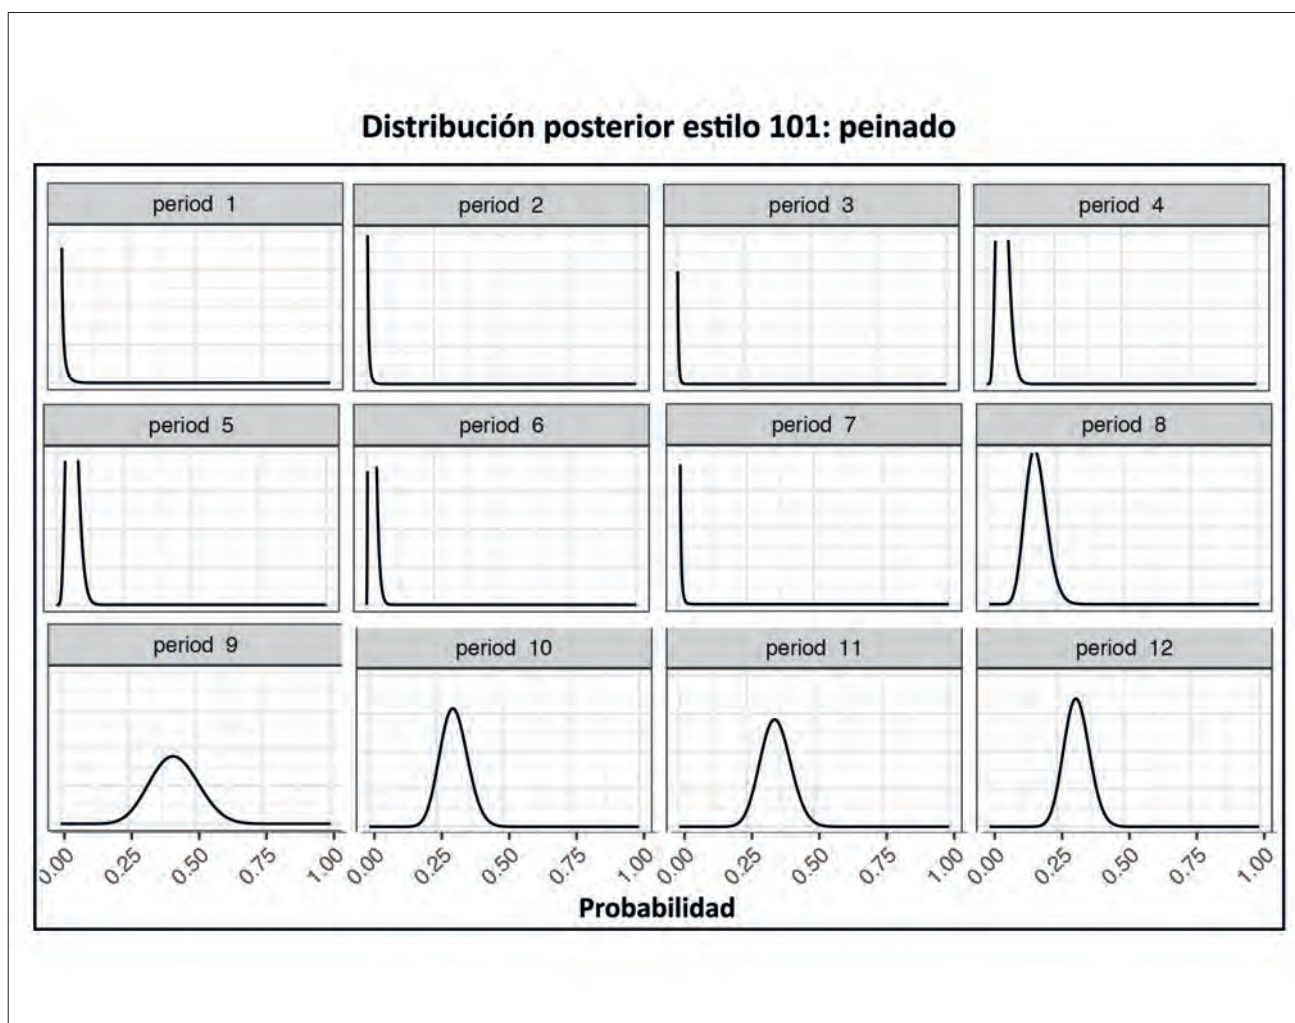 Distribución posterior estilo 101: peinado
period 1 period 2 period 3 period 4
period 5 period 6 period 7 period 8
period 9 period 10 period 11 period 12
0.00 0.25 0.50 0.75 1.00 0.00 0.25 0.50 0.75 1.00 0.00 0.25 0.50 0.75 1.00 0.00 0.25 0.50 0.75 1.00
Probabilidad